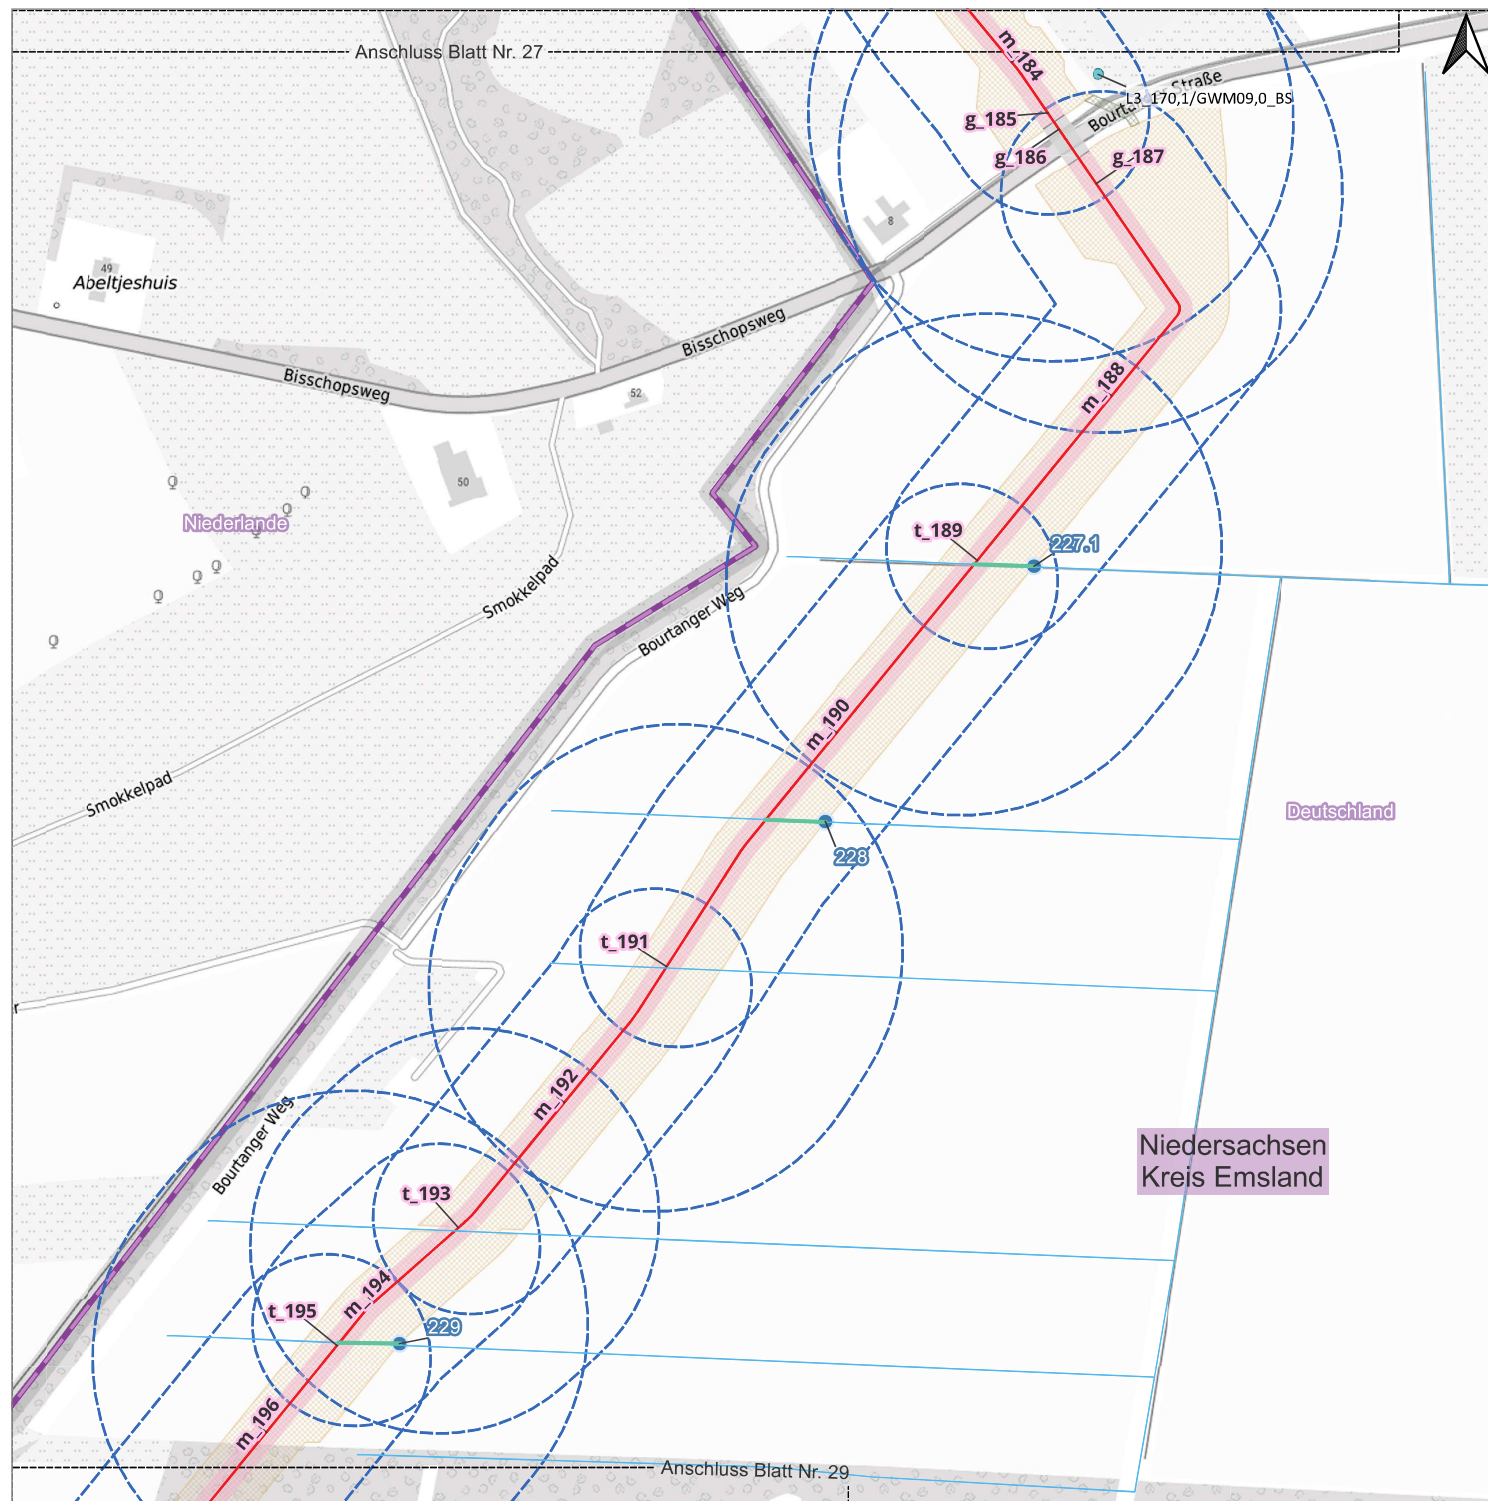 Anschluss Blatt Nr. 27
m_184
L3_170,1/GWM09,0_BS
g_185
g_186
g_187
8
49
Abeltjeshuis
Bisschopsweg
Bisschopsweg
52
m_188
50
Niederlande
t_189
227.1
Smokkelpad
Bourtanger Weg
m_190
Smokkelpad
Deutschland
228
t_191
r
m_192
Bourtanger Weg
Niedersachsen
Kreis Emsland
t_193
m_194
t_195
229
m_196
Anschluss Blatt Nr. 29